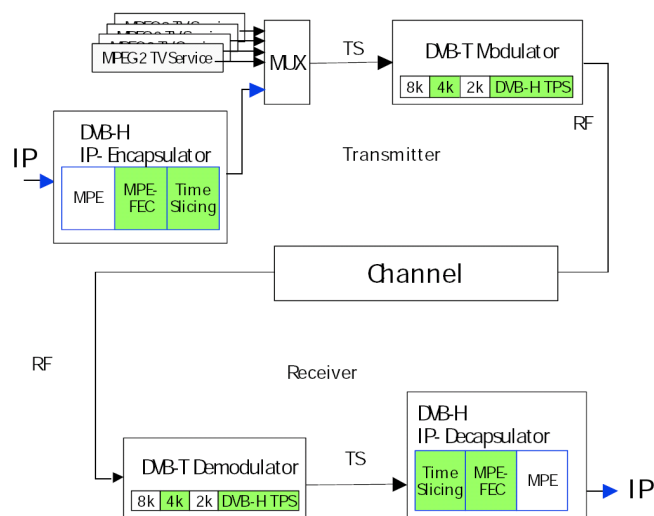 MPEG2 TV Service
MUX
TS
DVB-T Modulator
8k 4k 2k DVB-H TPS
RF
DVB-H
IP- Encapsulator
IP
MPE
MPE-
FEC
Time
Slicing
Transmitter
Channel
RF
Receiver
DVB-T Demodulator
8k 4k 2k DVB-H TPS
TS
DVB-H
IP- Decapsulator
Time
Slicing
MPE-
FEC
MPE
IP